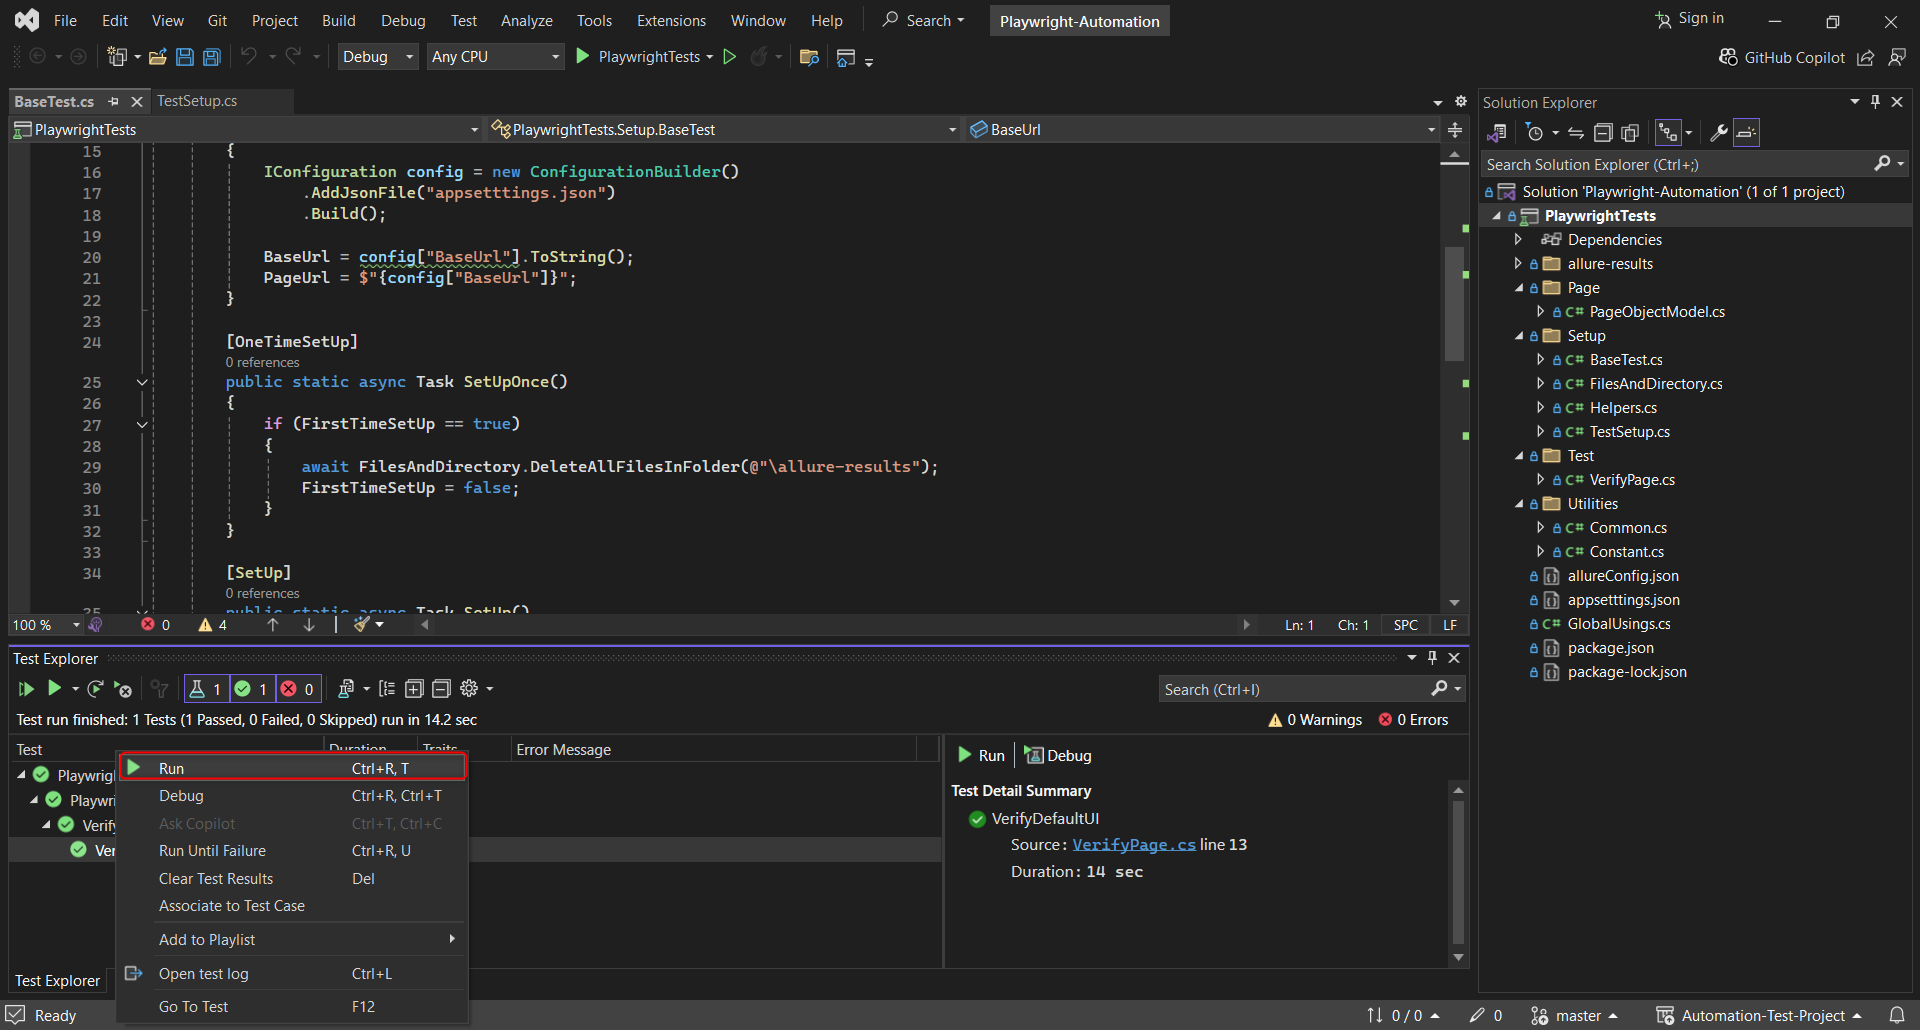 File Edit View Git Project Build Debug Test Analyze Tools Extensions Window Help Search Playwright-Automation Sign in
Debug Any CPU PlaywrightTests GitHub Copilot
BaseTest.cs TestSetup.cs
PlaywrightTests PlaywrightTests.Setup.BaseTest BaseUrl
15 {
16 IConfiguration config = new ConfigurationBuilder()
17 .AddJsonFile("appsetttings.json")
18 .Build();
19
20 BaseUrl = config["BaseUrl"].ToString();
21 PageUrl = $"{config["BaseUrl"]}";
22 }
23
24 [OneTimeSetUp]
0 references
25 public static async Task SetUpOnce()
26 {
27 if (FirstTimeSetUp == true)
28 {
29 await FilesAndDirectory.DeleteAllFilesInFolder(@"\allure-results");
30 FirstTimeSetUp = false;
31 }
32 }
33
34 [SetUp]
0 references
35 public static async Task SetUp()
100 % 0 4 Ln: 1 Ch: 1 SPC LF
Solution Explorer
Search Solution Explorer (Ctrl+;)
Solution 'Playwright-Automation' (1 of 1 project)
PlaywrightTests
Dependencies
allure-results
Page
C# PageObjectModel.cs
Setup
C# BaseTest.cs
C# FilesAndDirectory.cs
C# Helpers.cs
C# TestSetup.cs
Test
C# VerifyPage.cs
Utilities
C# Common.cs
C# Constant.cs
allureConfig.json
appsetttings.json
C# GlobalUsings.cs
package.json
package-lock.json
Test Explorer
1 1 0 Search (Ctrl+I)
Test run finished: 1 Tests (1 Passed, 0 Failed, 0 Skipped) run in 14.2 sec 0 Warnings 0 Errors
Test Duration Traits Error Message
Playwrigh
Playwri
Verify
Ver
Run Ctrl+R, T
Debug Ctrl+R, Ctrl+T
Ask Copilot Ctrl+T, Ctrl+C
Run Until Failure Ctrl+R, U
Clear Test Results Del
Associate to Test Case
Add to Playlist
Open test log Ctrl+L
Go To Test F12
Run Debug
Test Detail Summary
VerifyDefaultUI
Source: VerifyPage.cs line 13
Duration: 14 sec
Test Explorer
Ready 0 / 0 0 master Automation-Test-Project